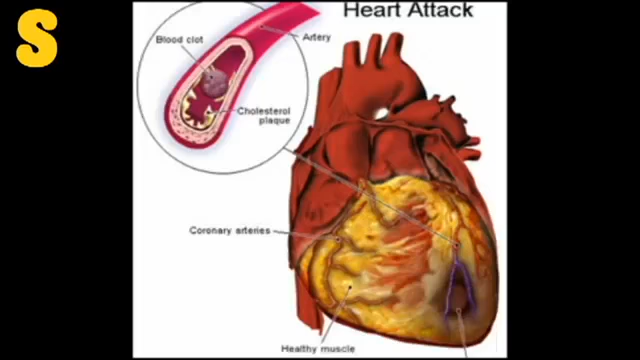 S
Heart Attack
Blood clot
Artery
Cholesterol
plaque
Coronary arteries
Healthy muscle